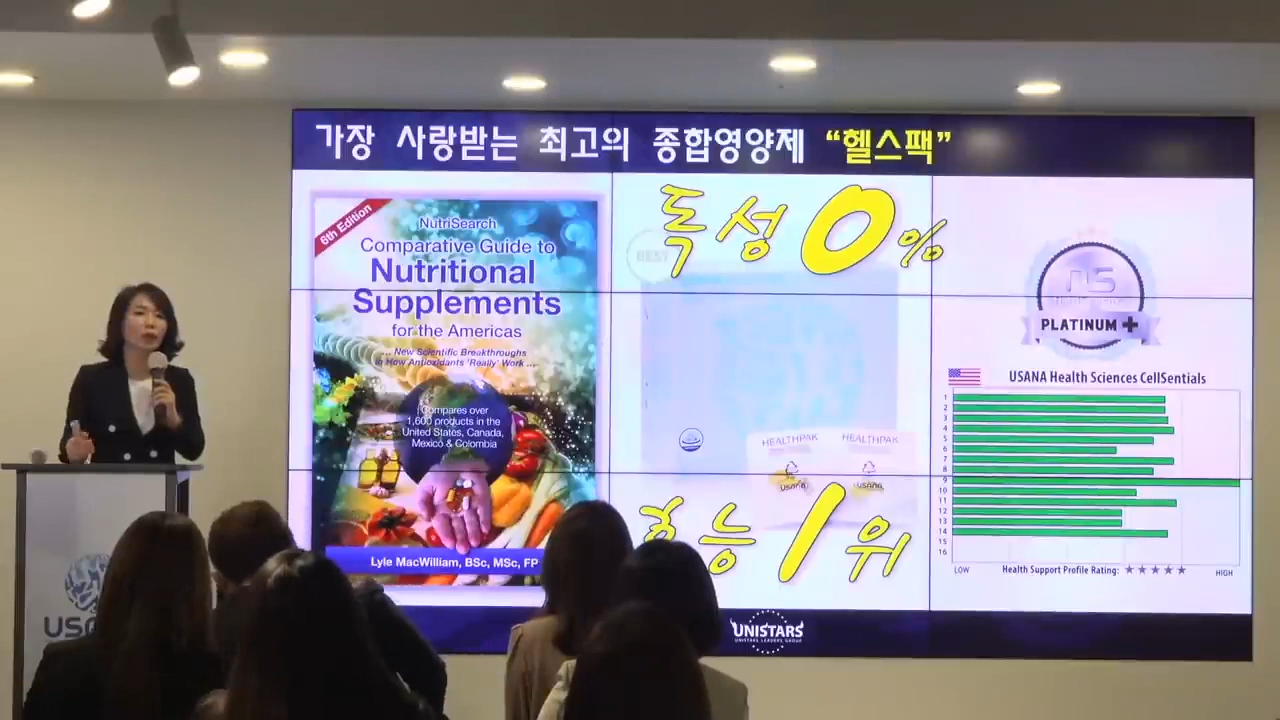 가장 사랑받는 최고의 종합영양제 “헬스팩”
6th Edition
NutriSearch
Comparative Guide to
Nutritional
Supplements
for the Americas
... New Scientific Breakthroughs
in How Antioxidants 'Really' Work ...
Compares over
1,600 products in the
United States, Canada,
Mexico & Colombia
Lyle MacWilliam, BSc, MSc, FP
독성 0%
BEST
HEALTHPAK
HEALTHPAK
USANA
USANA
효능 1위
PLATINUM +
USANA Health Sciences CellSentials
1
2
3
4
5
6
7
8
9
10
11
12
13
14
15
16
LOW
Health Support Profile Rating: ★★★★★
HIGH
UNISTARS
UNISTARS LEADERS GROUP